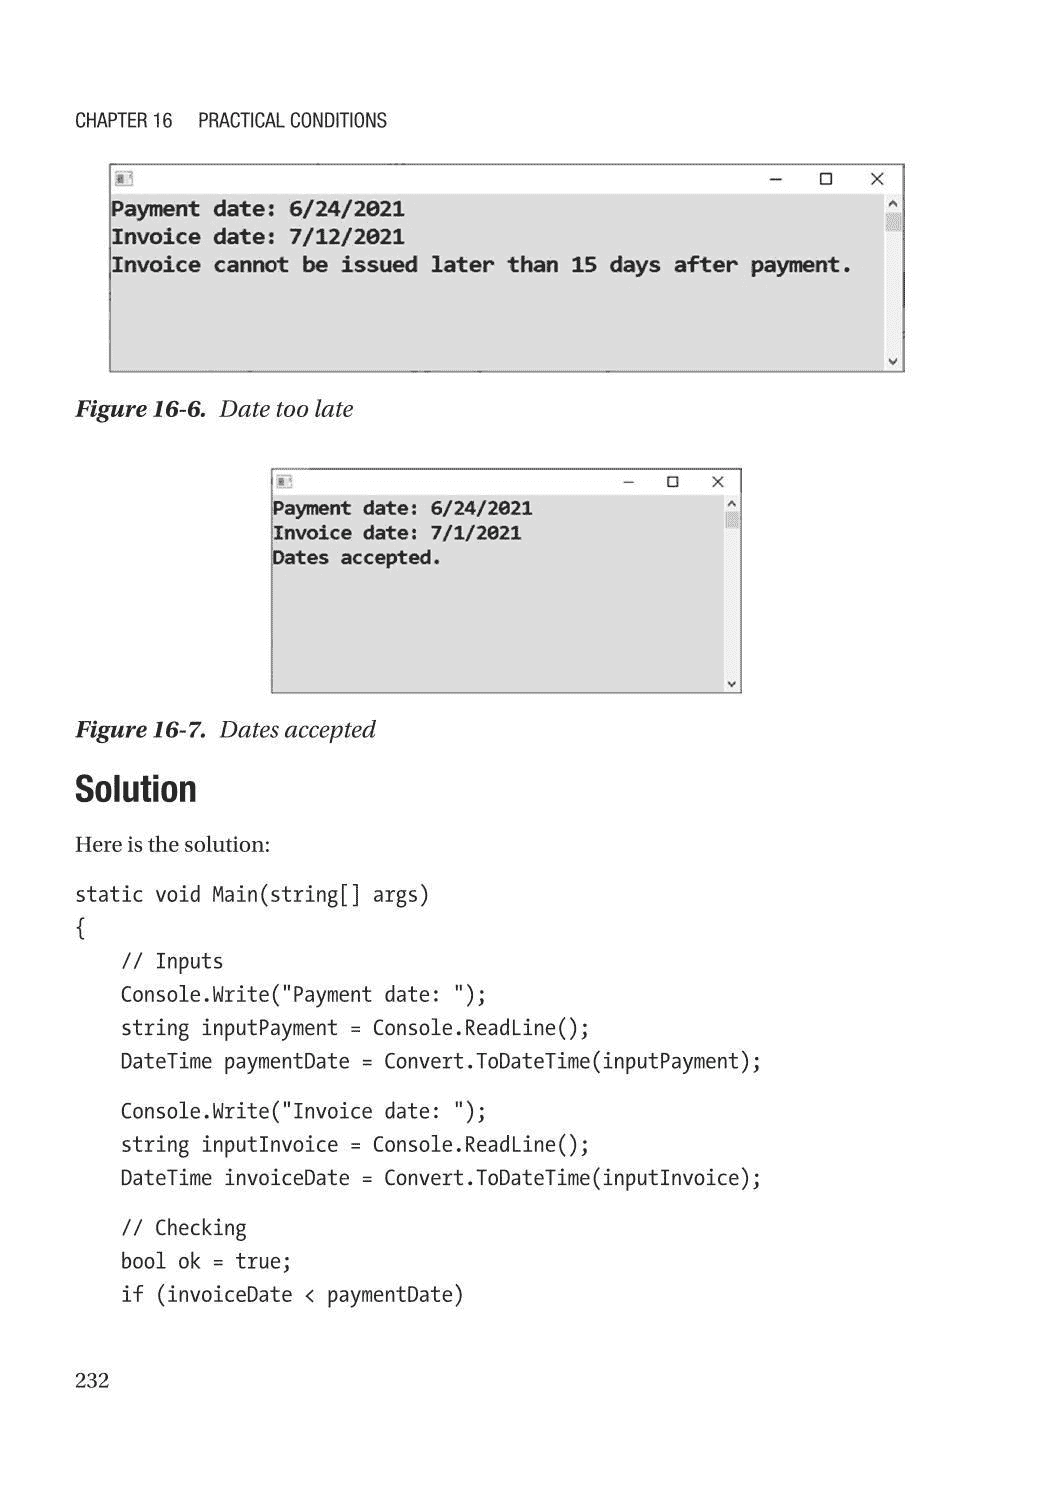 CHAPTER 16 PRACTICAL CONDITIONS
Payment date: 6/24/2021
Invoice date: 7/12/2021
Invoice cannot be issued later than 15 days after payment.
Figure 16-6. Date too late
Payment date: 6/24/2021
Invoice date: 7/1/2021
Dates accepted.
Figure 16-7. Dates accepted
Solution
Here is the solution:
static void Main(string[] args)
{
    // Inputs
    Console.Write("Payment date: ");
    string inputPayment = Console.ReadLine();
    DateTime paymentDate = Convert.ToDateTime(inputPayment);
    Console.Write("Invoice date: ");
    string inputInvoice = Console.ReadLine();
    DateTime invoiceDate = Convert.ToDateTime(inputInvoice);
    // Checking
    bool ok = true;
    if (invoiceDate < paymentDate)
232